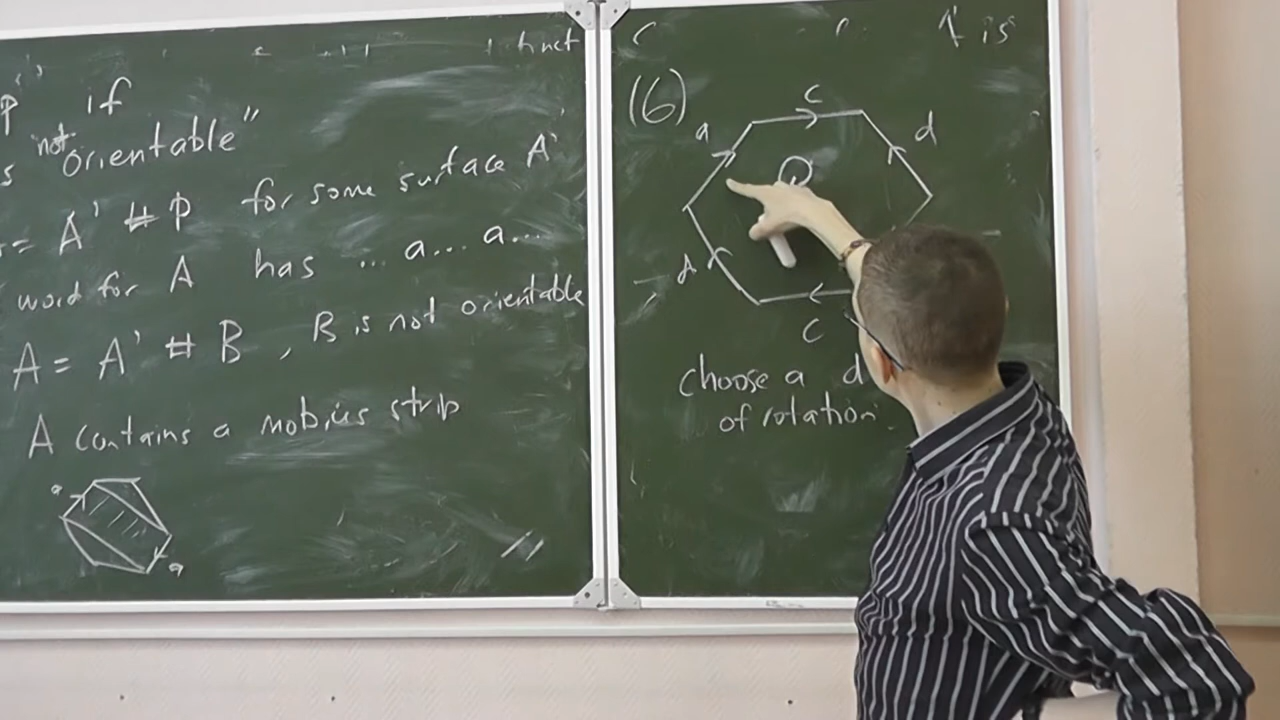 p if
s not orientable"
= A' # P for some surface A'
word for A has ... a... a...
A = A' # B , B is not orientable
A contains a mobius strip
a
a
is
(6)
a
c
d
c
choose a d
of rotation